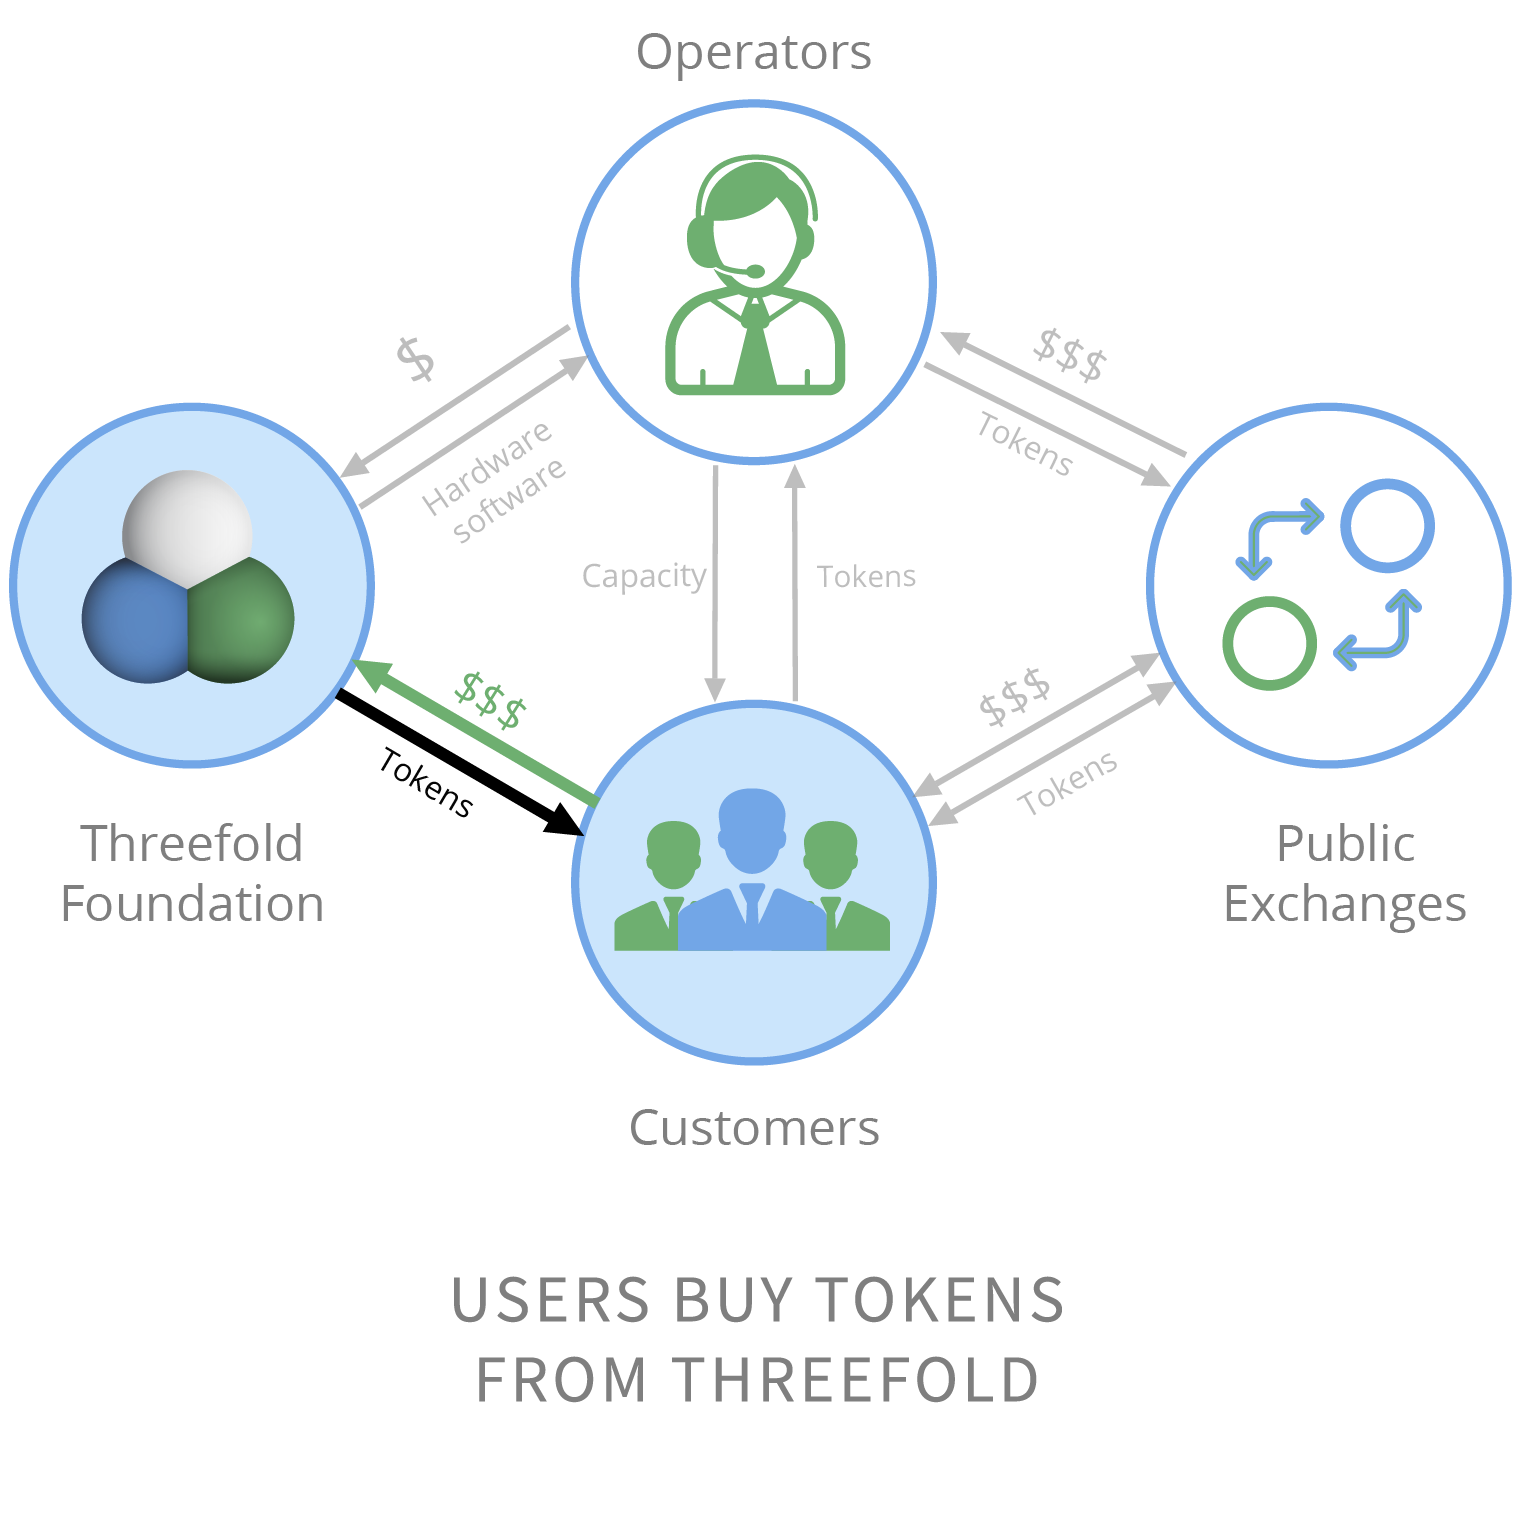 Operators
$
$$$
Hardware
software
Tokens
Capacity
Tokens
$$$
Tokens
$$$
Tokens
Threefold
Foundation
Public
Exchanges
Customers
USERS BUY TOKENS
FROM THREEFOLD